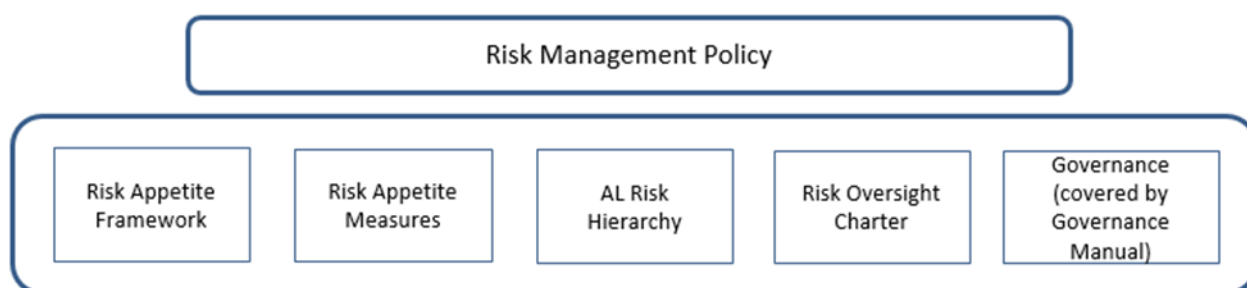 Risk Management Policy
Risk Appetite
Framework
Risk Appetite
Measures
AL Risk
Hierarchy
Risk Oversight
Charter
Governance
(covered by
Governance
Manual)